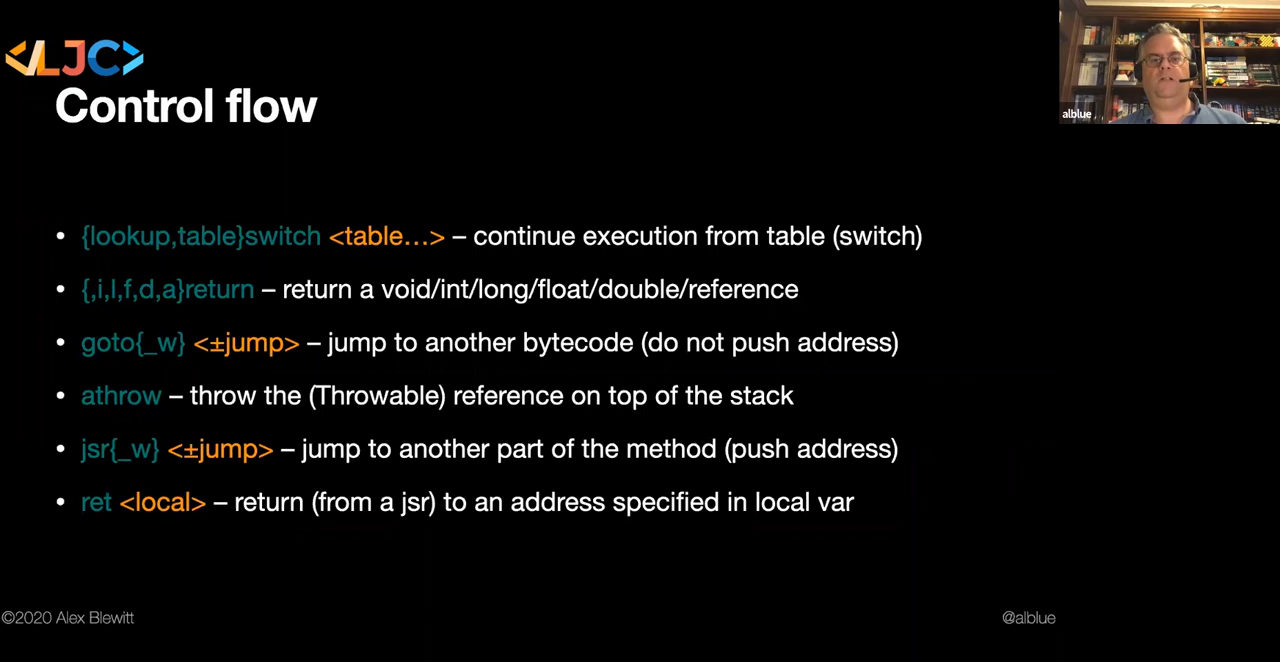 <LJC>
alblue
Control flow
• {lookup,table}switch <table…> – continue execution from table (switch)
• {,i,l,f,d,a}return – return a void/int/long/float/double/reference
• goto{_w} <±jump> – jump to another bytecode (do not push address)
• athrow – throw the (Throwable) reference on top of the stack
• jsr{_w} <±jump> – jump to another part of the method (push address)
• ret <local> – return (from a jsr) to an address specified in local var
©2020 Alex Blewitt
@alblue